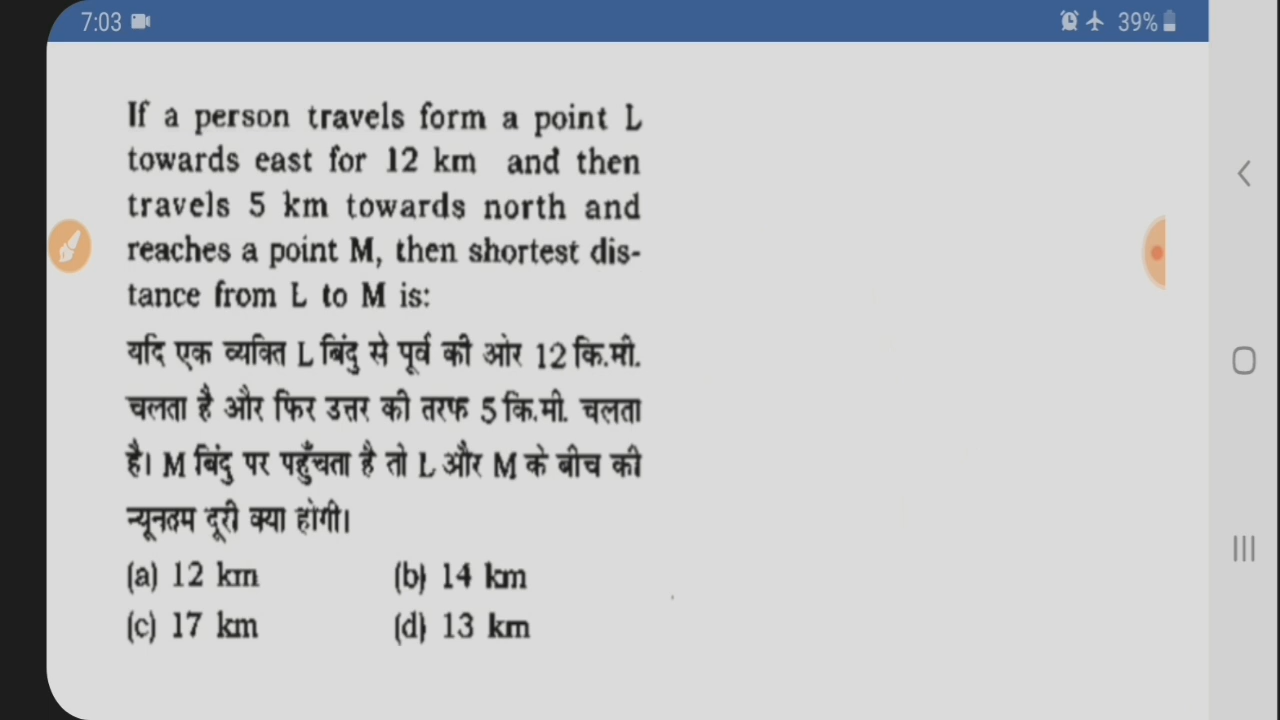 7:03
39%
If a person travels form a point L
towards east for 12 km and then
travels 5 km towards north and
reaches a point M, then shortest dis-
tance from L to M is:
यदि एक व्यक्ति L बिंदु से पूर्व की ओर 12 कि.मी.
चलता है और फिर उत्तर की तरफ 5 कि.मी. चलता
है। M बिंदु पर पहुँचता है तो L और M के बीच की
न्यूनतम दूरी क्या होगी।
(a) 12 km (b) 14 km
(c) 17 km (d) 13 km